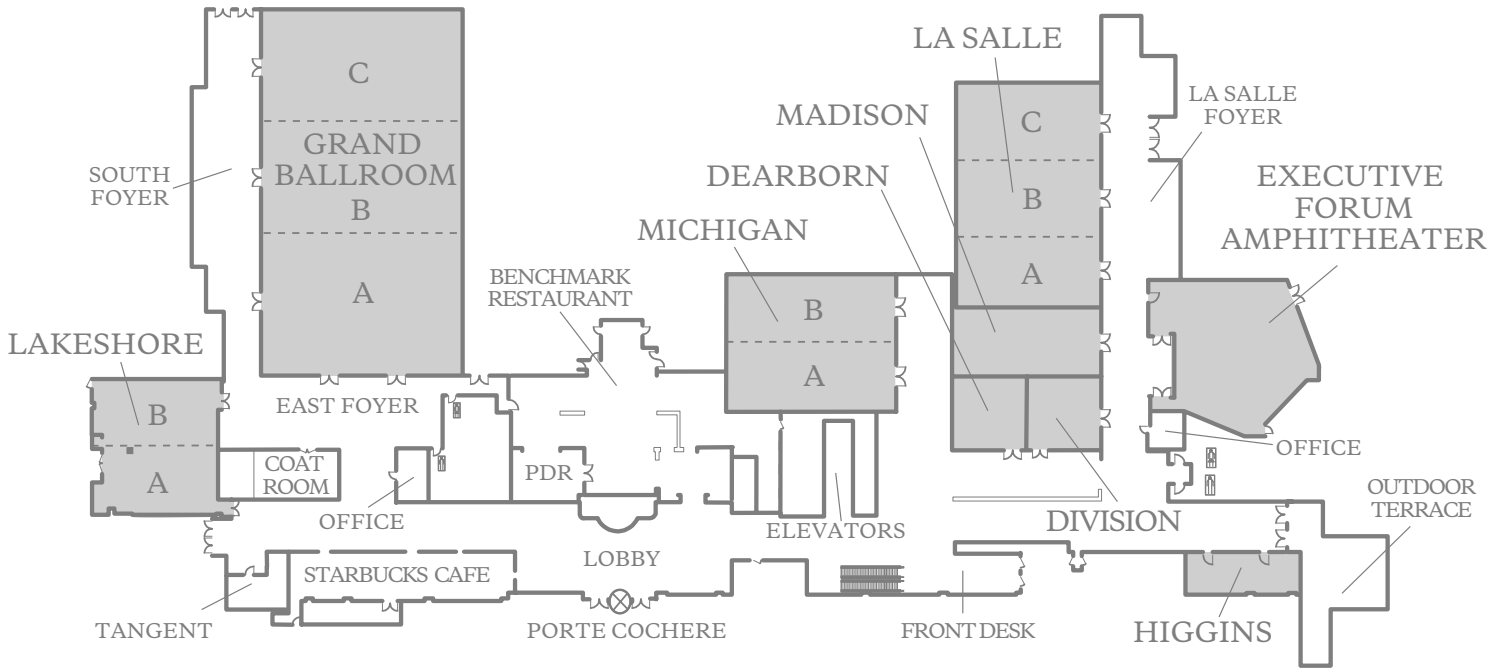 LA SALLE
C
LA SALLE
FOYER
C
MADISON
GRAND
BALLROOM
SOUTH
FOYER
DEARBORN
EXECUTIVE
FORUM
AMPHITHEATER
B
B
MICHIGAN
A
BENCHMARK
RESTAURANT
A
B
LAKESHORE
A
EAST FOYER
B
OFFICE
COAT
ROOM
PDR
A
OUTDOOR
TERRACE
OFFICE
ELEVATORS
DIVISION
LOBBY
STARBUCKS CAFE
TANGENT
PORTE COCHERE
FRONT DESK
HIGGINS